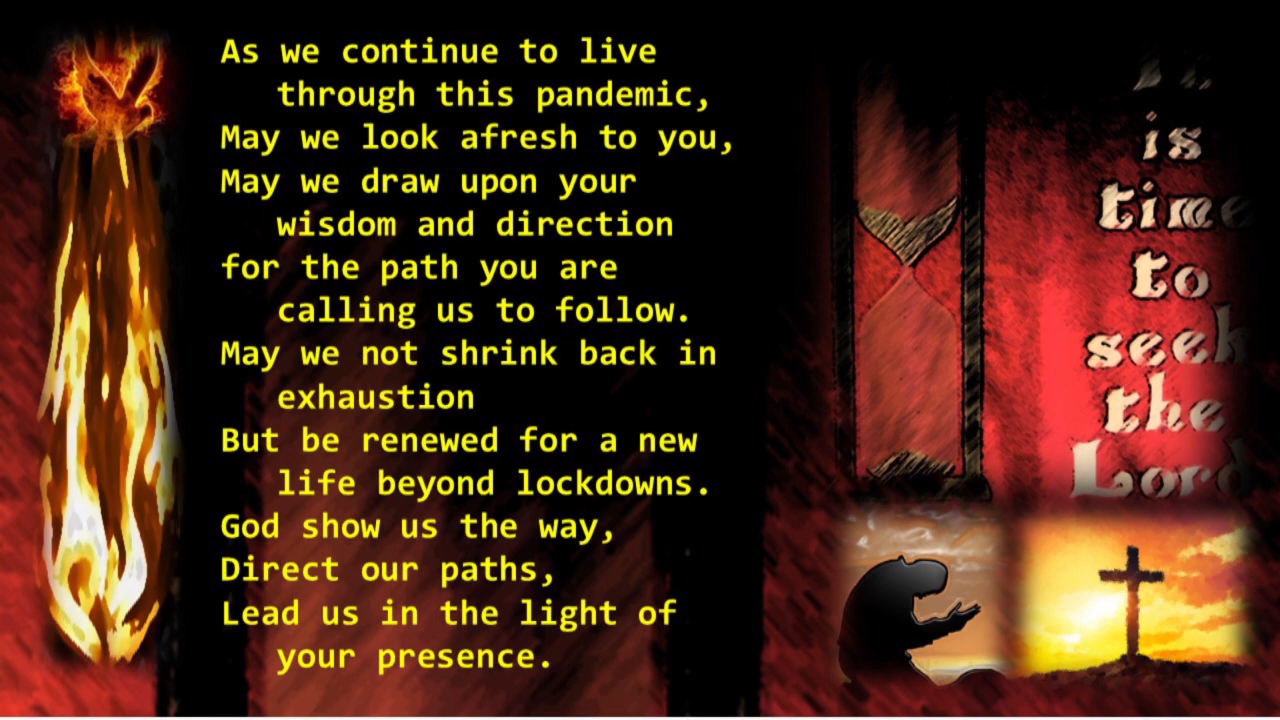 As we continue to live
through this pandemic,
May we look afresh to you,
May we draw upon your
wisdom and direction
for the path you are
calling us to follow.
May we not shrink back in
exhaustion
But be renewed for a new
life beyond lockdowns.
God show us the way,
Direct our paths,
Lead us in the light of
your presence.
is
time
to
seek
the
Lord